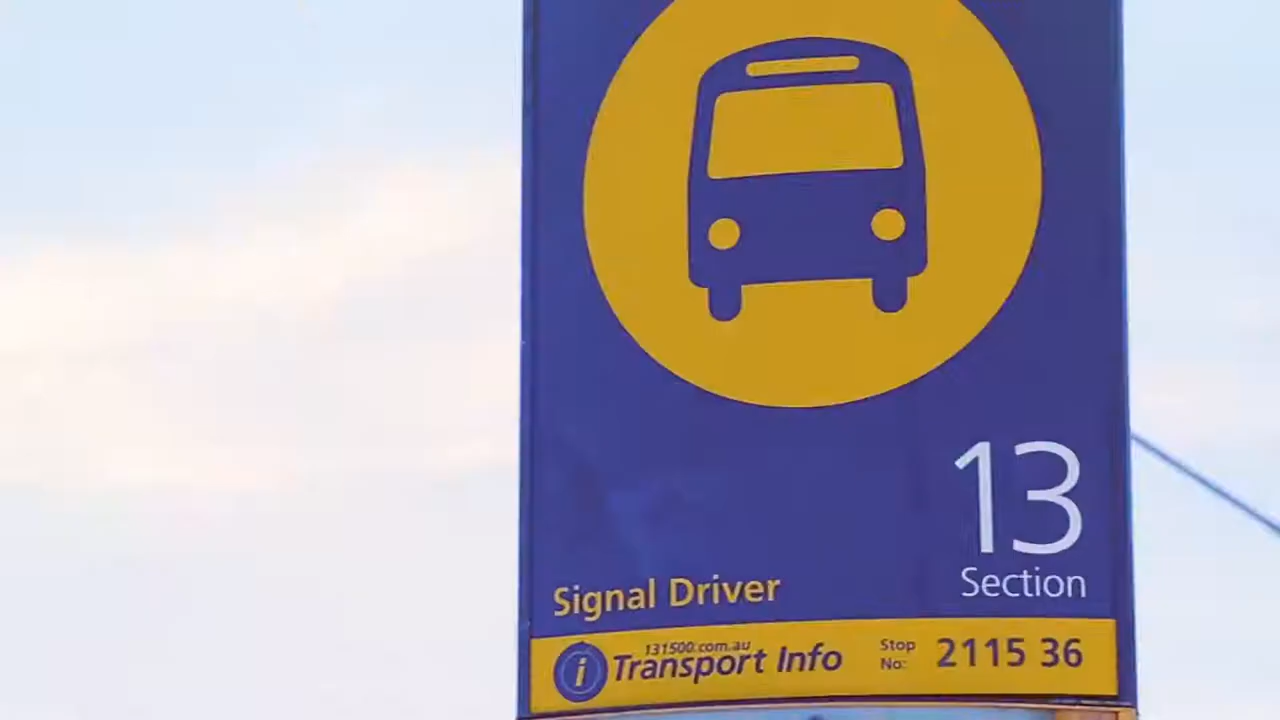 13
Section
Signal Driver
i
131500.com.au
Transport Info
Stop
No:
2115 36